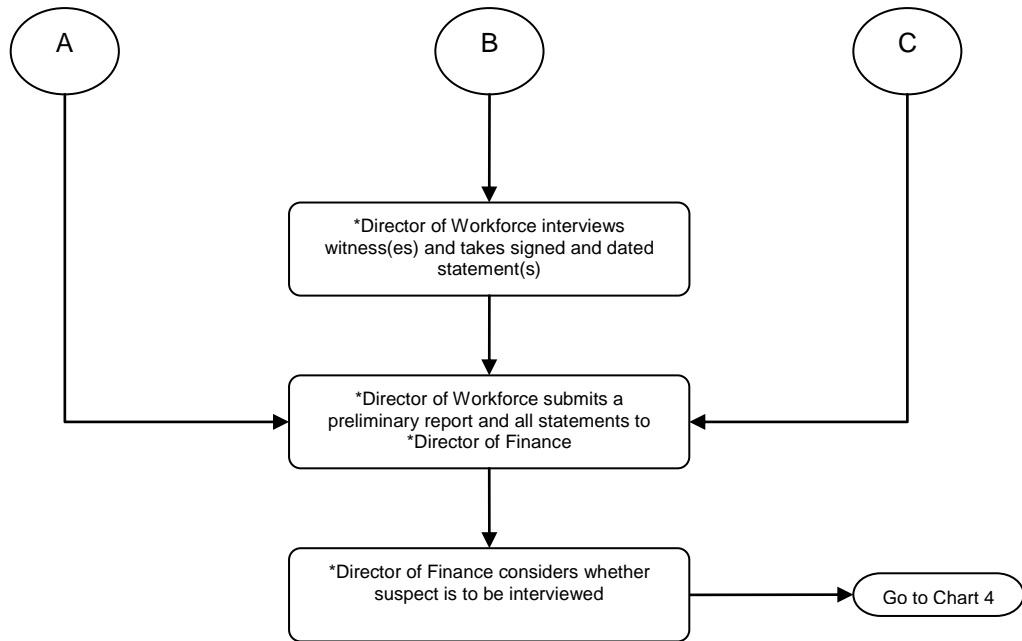 A
B
C
*Director of Workforce interviews
witness(es) and takes signed and dated
statement(s)
*Director of Workforce submits a
preliminary report and all statements to
*Director of Finance
*Director of Finance considers whether
suspect is to be interviewed
Go to Chart 4